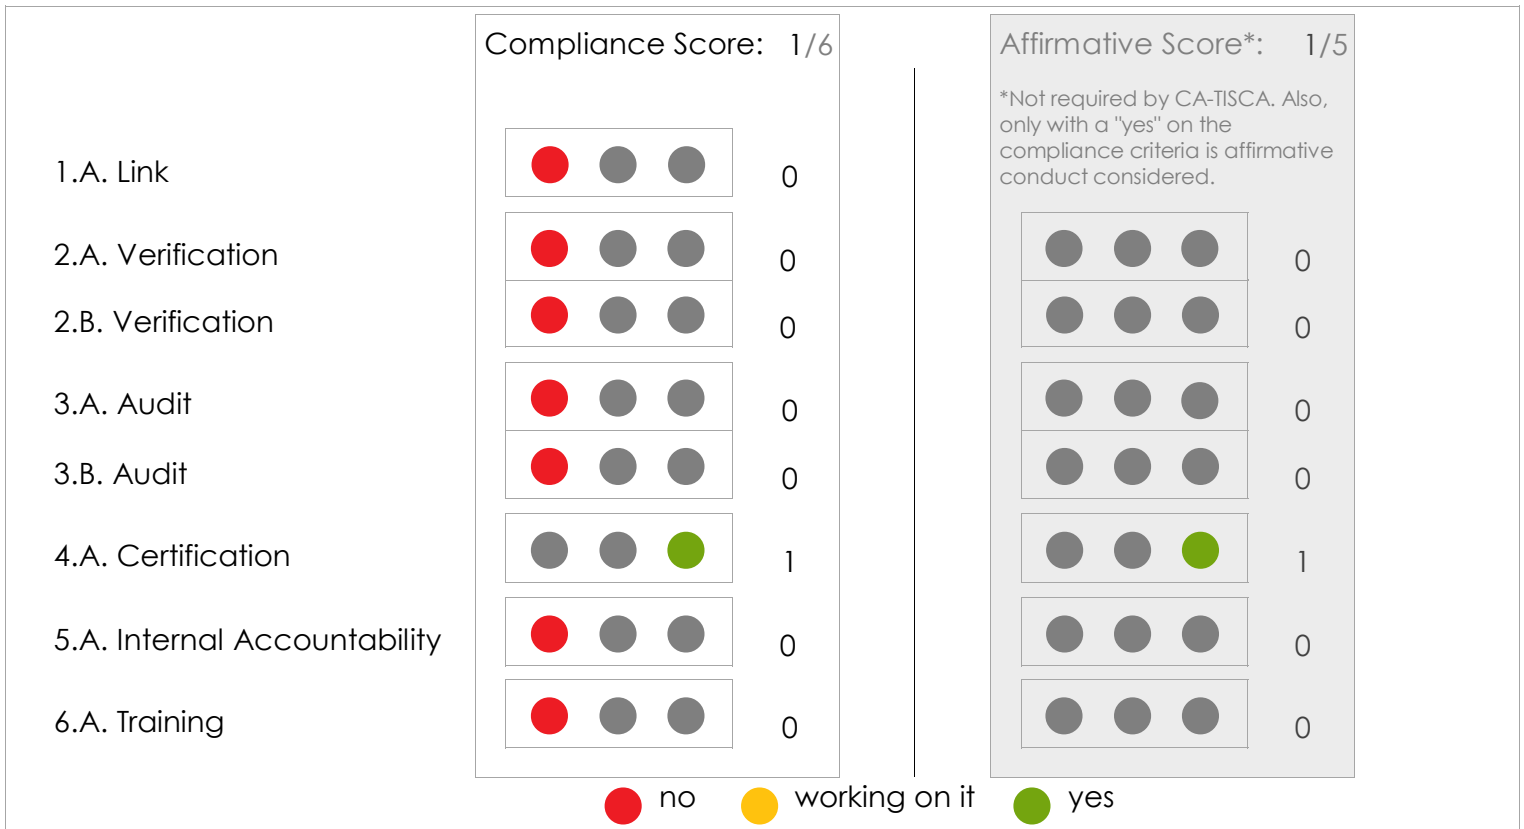 Compliance Score: 1/6
Affirmative Score*: 1/5
*Not required by CA-TISCA. Also,
only with a "yes" on the
compliance criteria is affirmative
conduct considered.
1.A. Link 0
2.A. Verification 0 0
2.B. Verification 0 0
3.A. Audit 0 0
3.B. Audit 0 0
4.A. Certification 1 1
5.A. Internal Accountability 0 0
6.A. Training 0 0
no working on it yes